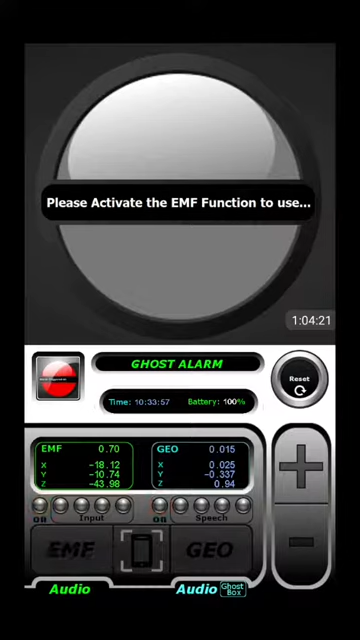 Please Activate the EMF Function to use...
1:04:21
GHOST ALARM
Reset
Time: 10:33:57 Battery: 100%
EMF 0.70
X -18.12
Y -10.74
Z -43.98
GEO 0.015
X 0.025
Y -0.337
Z 0.94
ON Input
ON Speech
EMF
GEO
Audio
Audio Ghost Box